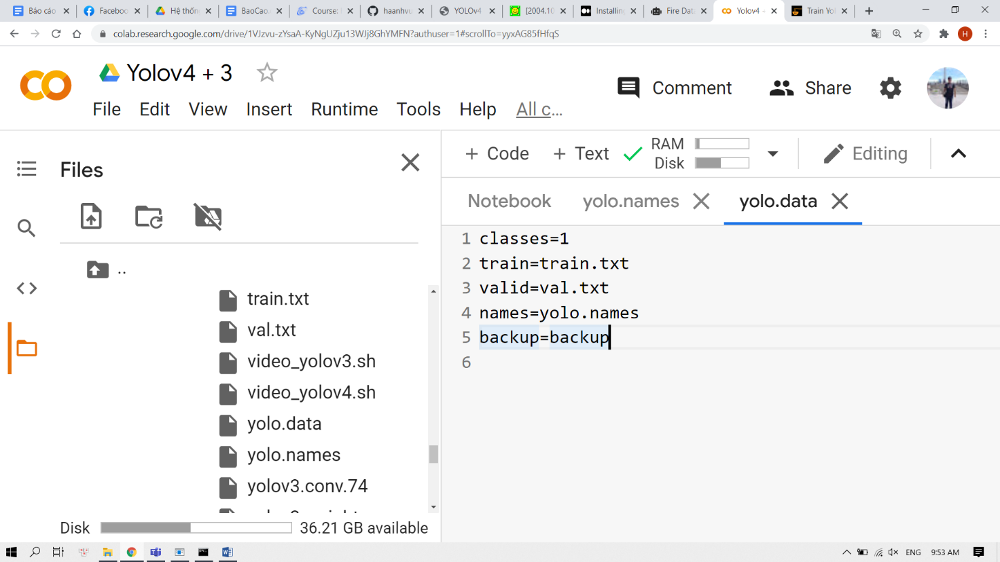 Báo cáo
Faceboo
Hệ thốn
BaoCao.
Course: (
haanhvu
YOLOv4
[2004.10
Installin
Fire Dat
Yolov4 -
Train Yo
colab.research.google.com/drive/1VJzvu-zYsaA-KyNgUZju13WJj8GhYMFN?authuser=1#scrollTo=yyxAG85fHfqS
H
Yolov4 + 3
File Edit View Insert Runtime Tools Help All c...
Comment
Share
Files
..
train.txt
val.txt
video_yolov3.sh
video_yolov4.sh
yolo.data
yolo.names
yolov3.conv.74
Disk 36.21 GB available
+ Code + Text
RAM
Disk
Editing
Notebook yolo.names yolo.data
1 classes=1
2 train=train.txt
3 valid=val.txt
4 names=yolo.names
5 backup=backup
6
ENG 9:53 AM